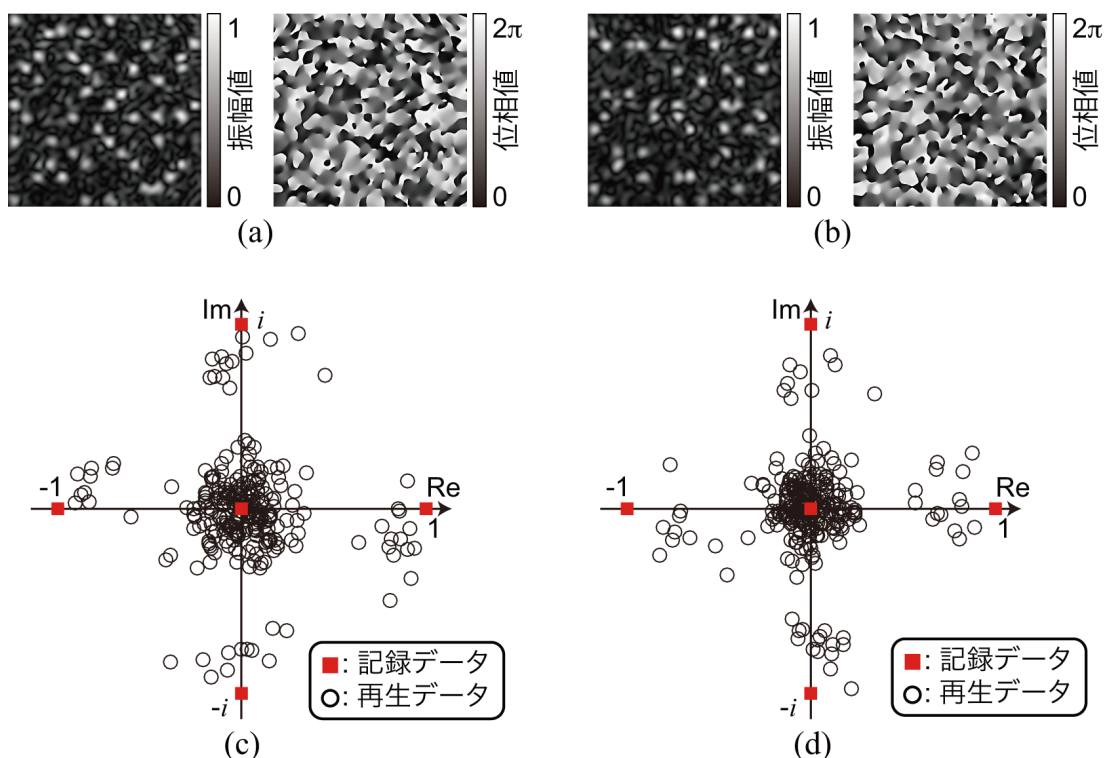 1
振幅値
0
2π
位相値
0
(a)
1
振幅値
0
2π
位相値
0
(b)
Im
i
-1
Re
1
-i
■: 記録データ
○: 再生データ
(c)
Im
i
-1
Re
1
-i
■: 記録データ
○: 再生データ
(d)